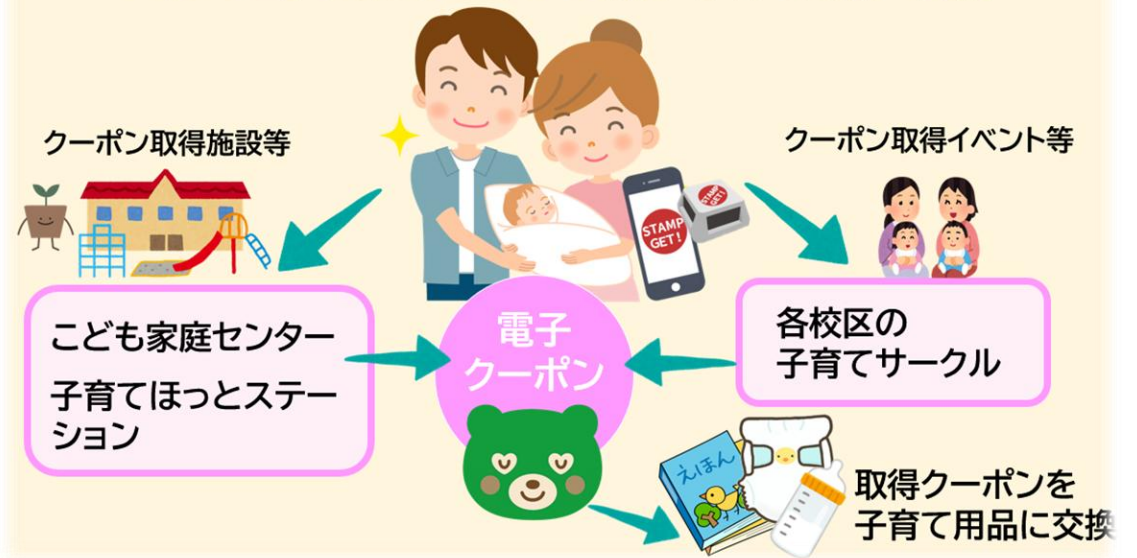 クーポン取得施設等
クーポン取得イベント等
STAMP
GET!
STAMP
GET!
こども家庭センター
子育てほっとステー
ション
電子
クーポン
各校区の
子育てサークル
えほん
取得クーポンを
子育て用品に交換